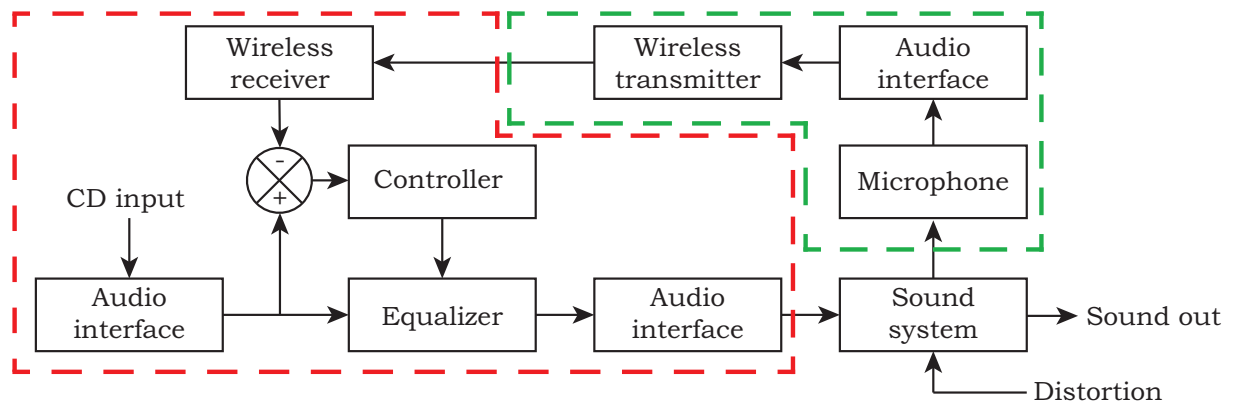 Wireless
receiver
Wireless
transmitter
Audio
interface
-
+
Controller
Microphone
CD input
Audio
interface
Equalizer
Audio
interface
Sound
system
Sound out
Distortion